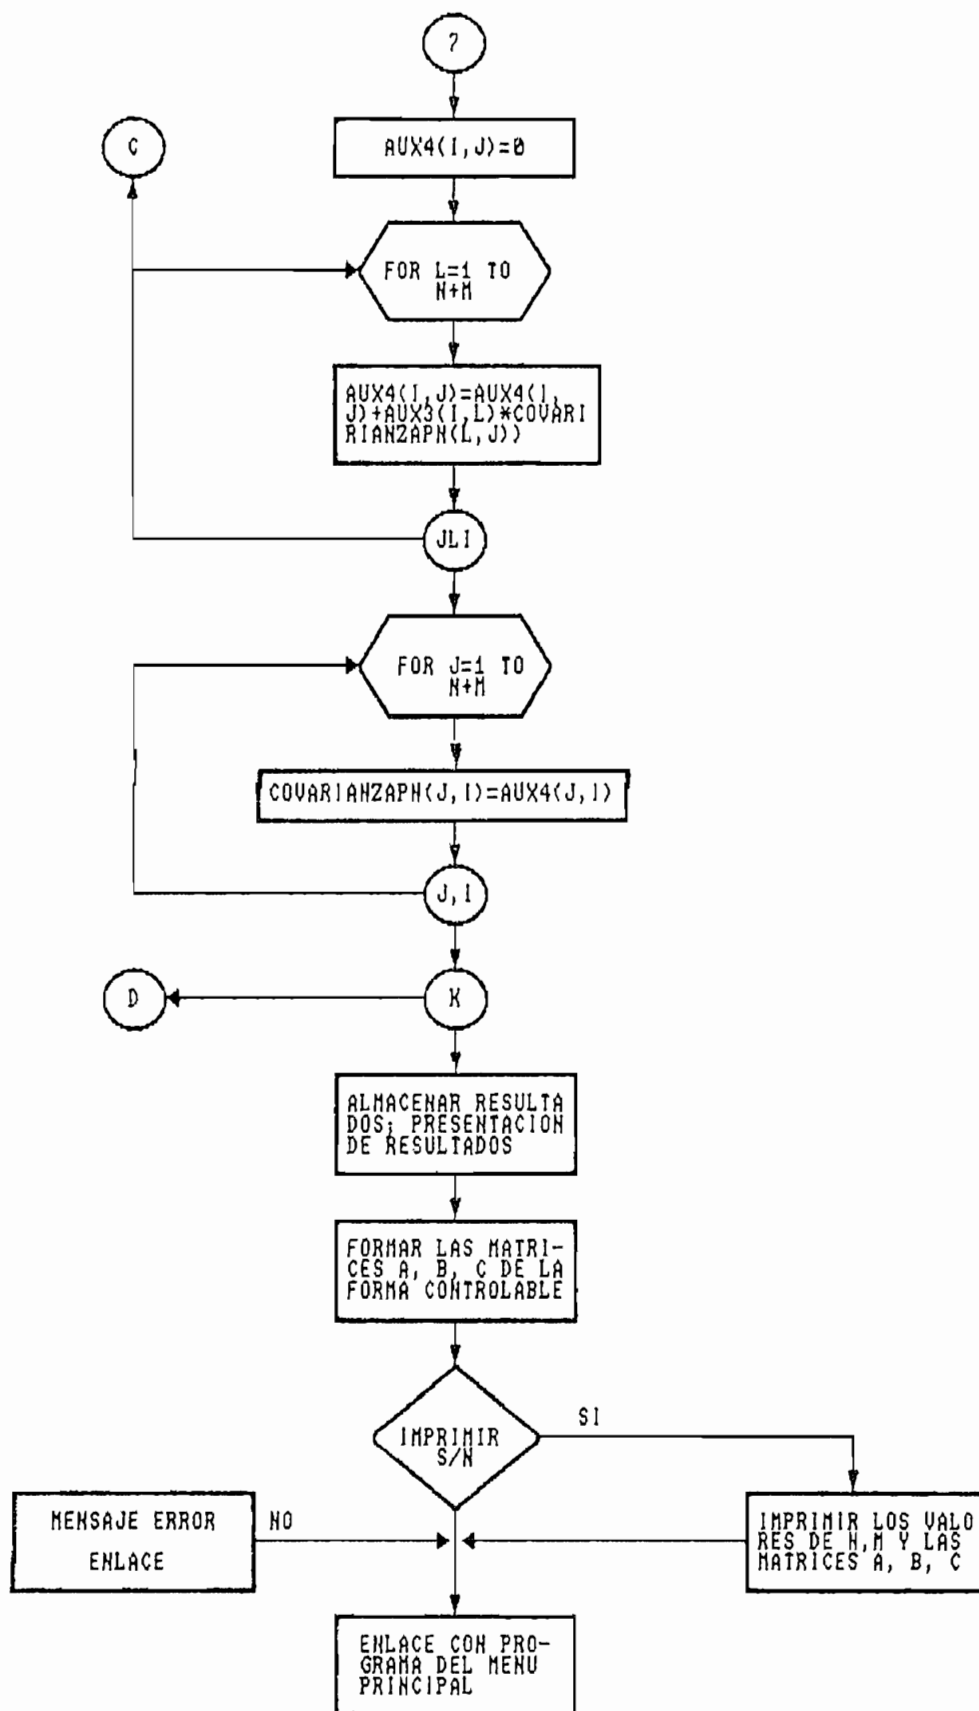 7
C
AUX4(I,J)=0
FOR L=1 TO
N+M
AUX4(I,J)=AUX4(I,
J)+AUX3(I,L)*COVARI
RIANZAPN(L,J))
JLI
FOR J=1 TO
N+M
COVARIANZAPN(J,I)=AUX4(J,I)
J,I
D
K
ALMACENAR RESULTA
DOS; PRESENTACION
DE RESULTADOS
FORMAR LAS MATRI-
CES A, B, C DE LA
FORMA CONTROLABLE
IMPRIMIR
S/N
SI
MENSAJE ERROR
ENLACE
NO
IMPRIMIR LOS VALO
RES DE N,M Y LAS
MATRICES A, B, C
ENLACE CON PRO-
GRAMA DEL MENU
PRINCIPAL